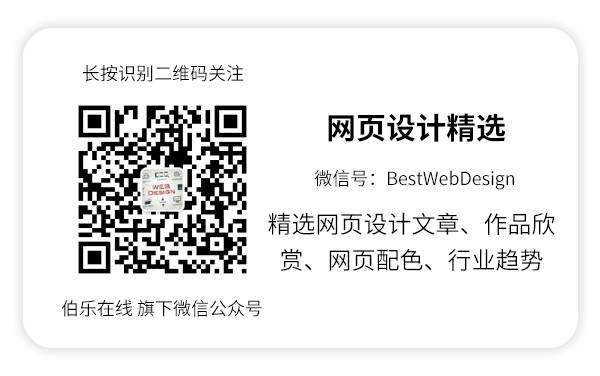 长按识别二维码关注
WEB
DESIGN
伯乐在线 旗下微信公众号
网页设计精选
微信号：BestWebDesign
精选网页设计文章、作品欣
赏、网页配色、行业趋势